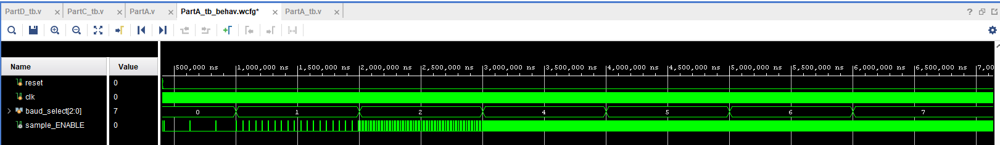 PartD_tb.v × PartC_tb.v × PartA.v × PartA_tb_behav.wcfg* × PartA_tb.v × ?
Name Value
500,000 ns 1,000,000 ns 1,500,000 ns 2,000,000 ns 2,500,000 ns 3,000,000 ns 3,500,000 ns 4,000,000 ns 4,500,000 ns 5,000,000 ns 5,500,000 ns 6,000,000 ns 6,500,000 ns 7,00
reset 0
clk 0
baud_select[2:0] 7 0 1 2 4 5 6 7
sample_ENABLE 0